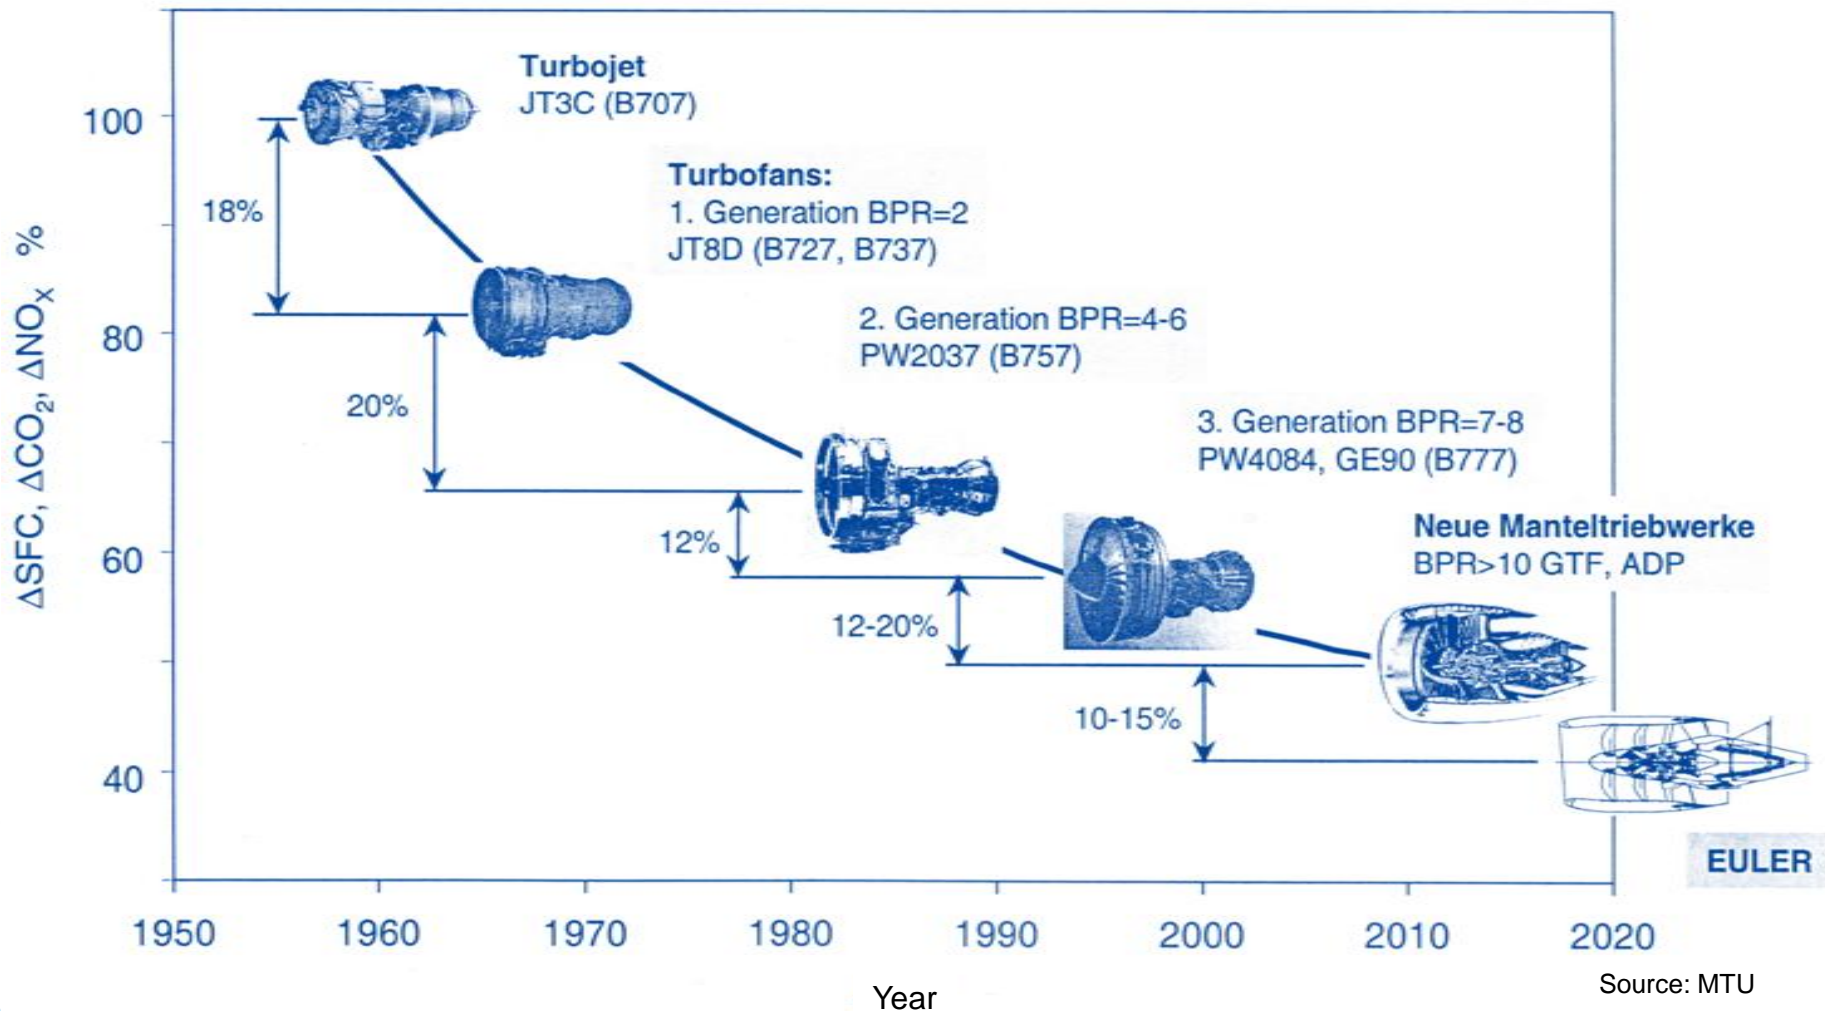 Turbojet
JT3C (B707)
Turbofans:
1. Generation BPR=2
JT8D (B727, B737)
2. Generation BPR=4-6
PW2037 (B757)
3. Generation BPR=7-8
PW4084, GE90 (B777)
Neue Manteltriebwerke
BPR>10 GTF, ADP
EULER
18%
20%
12%
12-20%
10-15%
ΔSFC, ΔCO₂, ΔNOₓ %
100
80
60
40
1950 1960 1970 1980 1990 2000 2010 2020
Year
Source: MTU